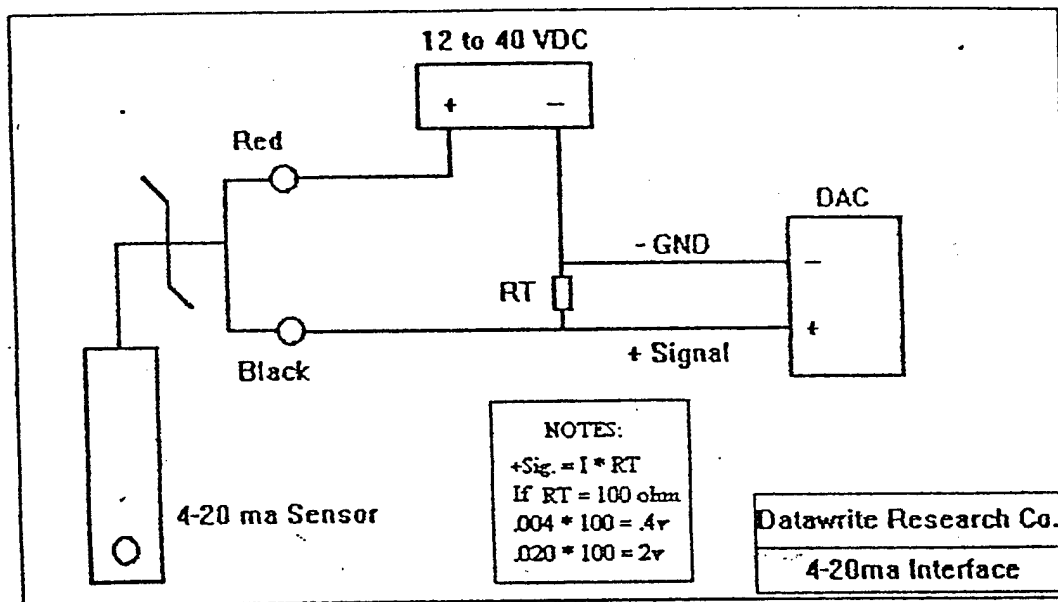 12 to 40 VDC
+ −
Red
DAC
- GND
−
RT
+
+ Signal
Black
NOTES:
+Sig. = I * RT
If RT = 100 ohm
.004 * 100 = .4v
.020 * 100 = 2v
4-20 ma Sensor
Datawrite Research Co.
4-20ma Interface